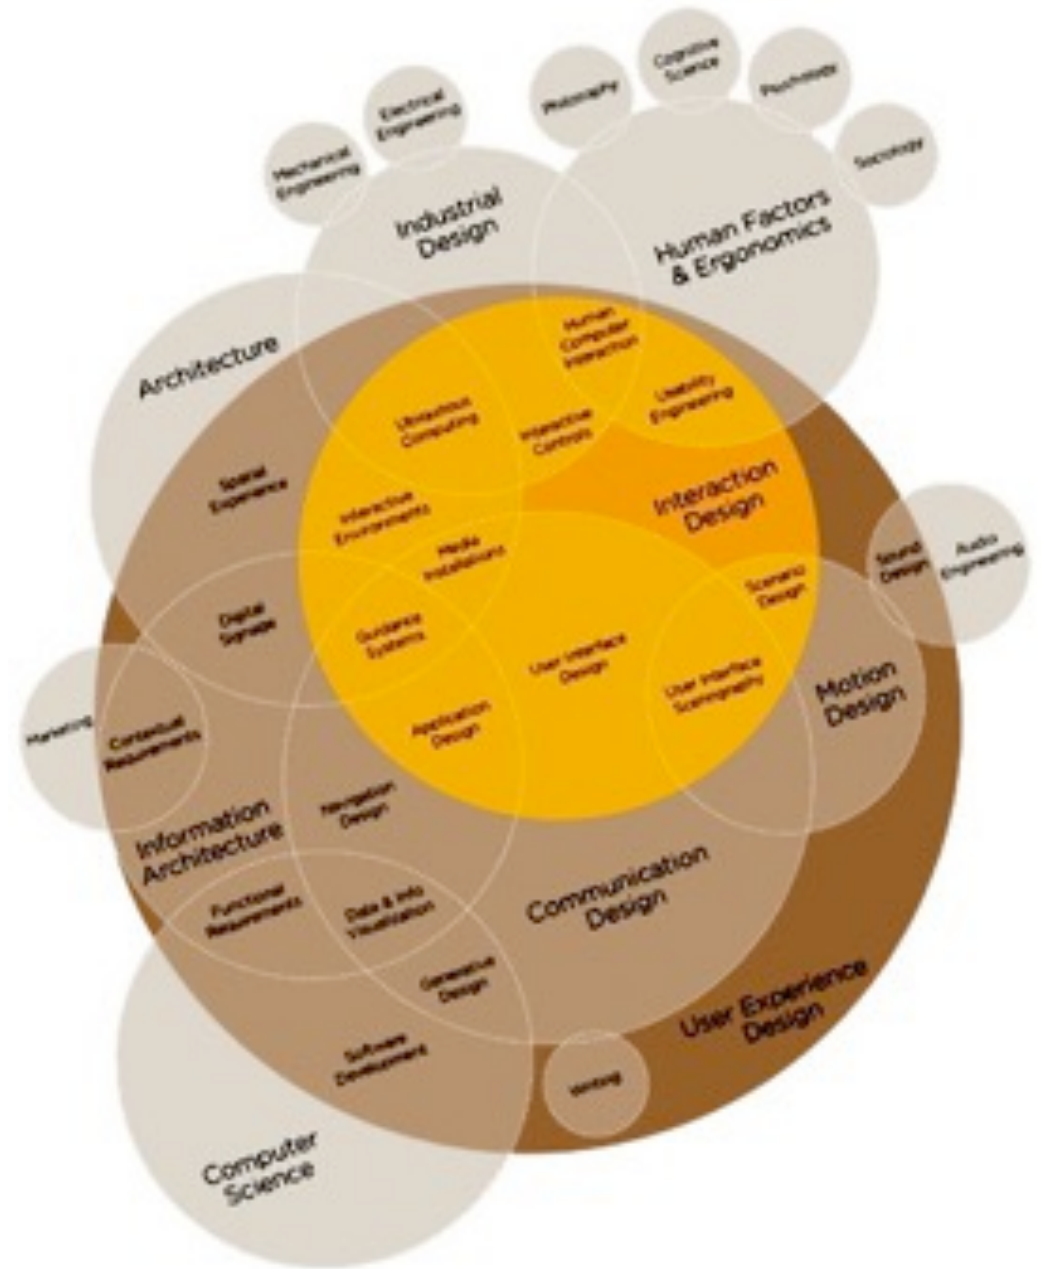 Cognitive
Science
Philosophy
Psychology
Electrical
Engineering
Mechanical
Engineering
Sociology
Industrial
Design
Human Factors
& Ergonomics
Architecture
Human
Computer
Interaction
Usability
Engineering
Ubiquitous
Computing
Interactive
Controls
Spatial
Experience
Interaction
Design
Interactive
Environments
Media
Installations
Sound
Design
Audio
Engineering
Scenario
Design
Digital
Signage
Guidance
Systems
User Interface
Design
User Interface
Scenography
Motion
Design
Marketing
Contextual
Requirements
Application
Design
Navigation
Design
Information
Architecture
Communication
Design
Functional
Requirements
Data & Info
Visualization
Generative
Design
User Experience
Design
Software
Development
Writing
Computer
Science